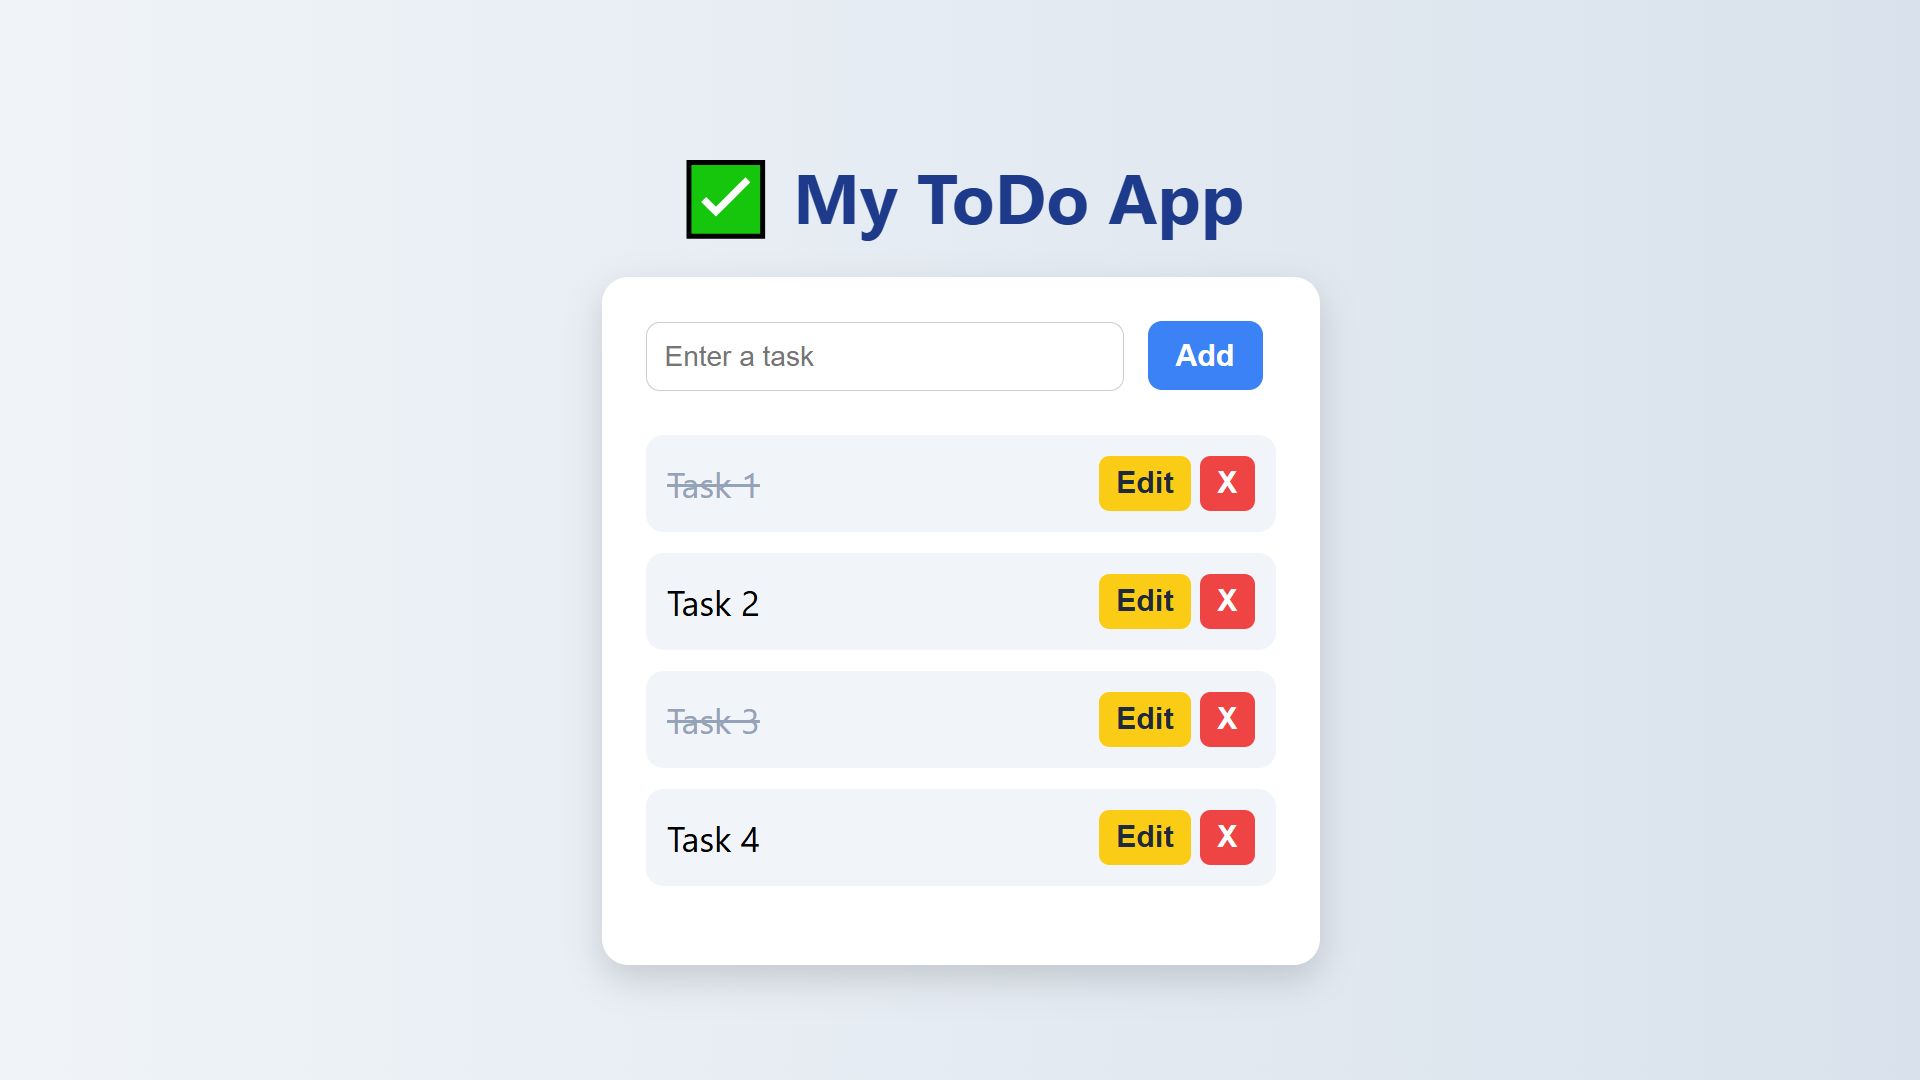 ✅ My ToDo App
Enter a task
Add
Task 1 Edit X
Task 2 Edit X
Task 3 Edit X
Task 4 Edit X